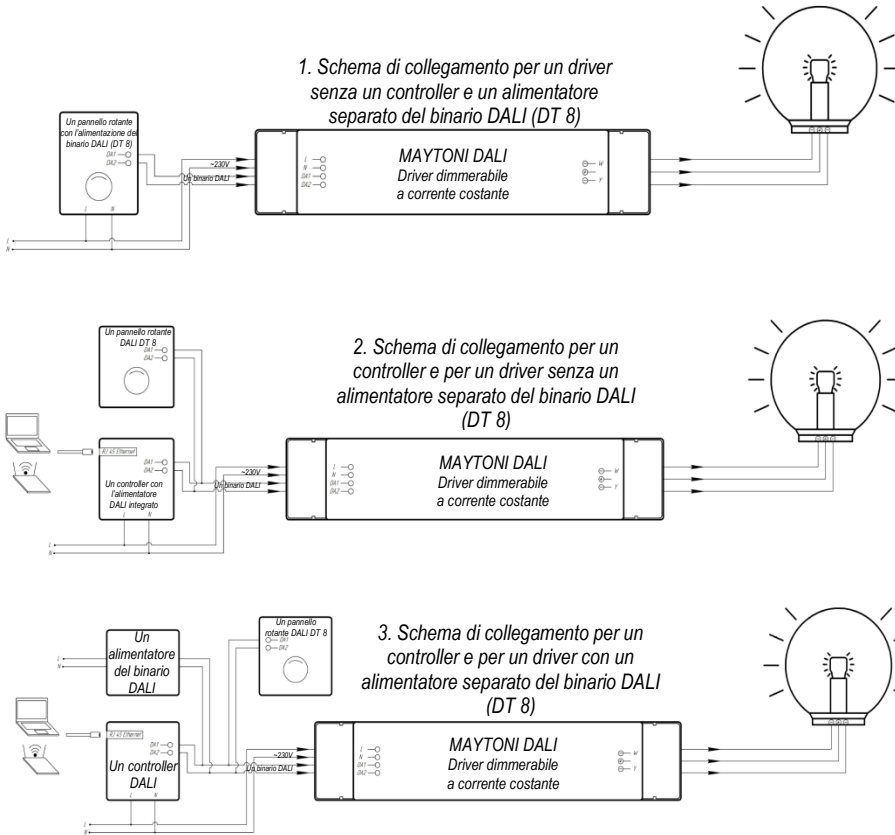 1. Schema di collegamento per un driver
senza un controller e un alimentatore
separato del binario DALI (DT 8)
Un pannello rotante
con l'alimentazione del
binario DALI (DT 8)
DA1
DA2
L
N
L
N
~230V
Un binario DALI
L
N
DA1
DA2
MAYTONI DALI
Driver dimmerabile
a corrente costante
W
Y
2. Schema di collegamento per un
controller e per un driver senza un
alimentatore separato del binario DALI
(DT 8)
Un pannello rotante
DALI DT 8
DA1
DA2
RJ 45 Ethernet
DA1
DA2
Un controller con
l'alimentatore
DALI integrato
L
N
L
N
~230V
Un binario DALI
L
N
DA1
DA2
MAYTONI DALI
Driver dimmerabile
a corrente costante
W
Y
3. Schema di collegamento per un
controller e per un driver con un
alimentatore separato del binario DALI
(DT 8)
Un
alimentatore
del binario
DALI
L
N
Un pannello
rotante DALI DT 8
DA1
DA2
RJ 45 Ethernet
DA1
DA2
Un controller
DALI
L
N
L
N
~230V
Un binario DALI
L
N
DA1
DA2
MAYTONI DALI
Driver dimmerabile
a corrente costante
W
Y